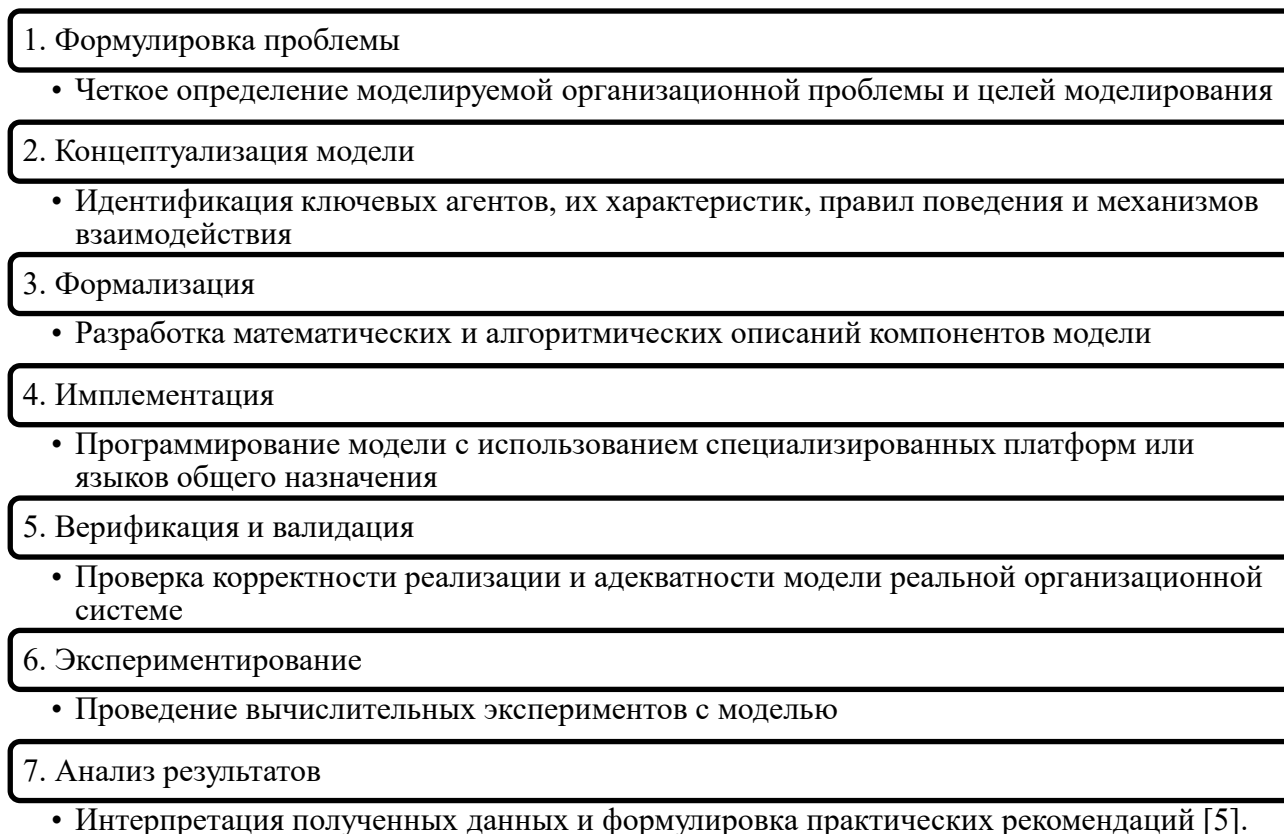 1. Формулировка проблемы
• Четкое определение моделируемой организационной проблемы и целей моделирования
2. Концептуализация модели
• Идентификация ключевых агентов, их характеристик, правил поведения и механизмов
взаимодействия
3. Формализация
• Разработка математических и алгоритмических описаний компонентов модели
4. Имплементация
• Программирование модели с использованием специализированных платформ или
языков общего назначения
5. Верификация и валидация
• Проверка корректности реализации и адекватности модели реальной организационной
системе
6. Экспериментирование
• Проведение вычислительных экспериментов с моделью
7. Анализ результатов
• Интерпретация полученных данных и формулировка практических рекомендаций [5].